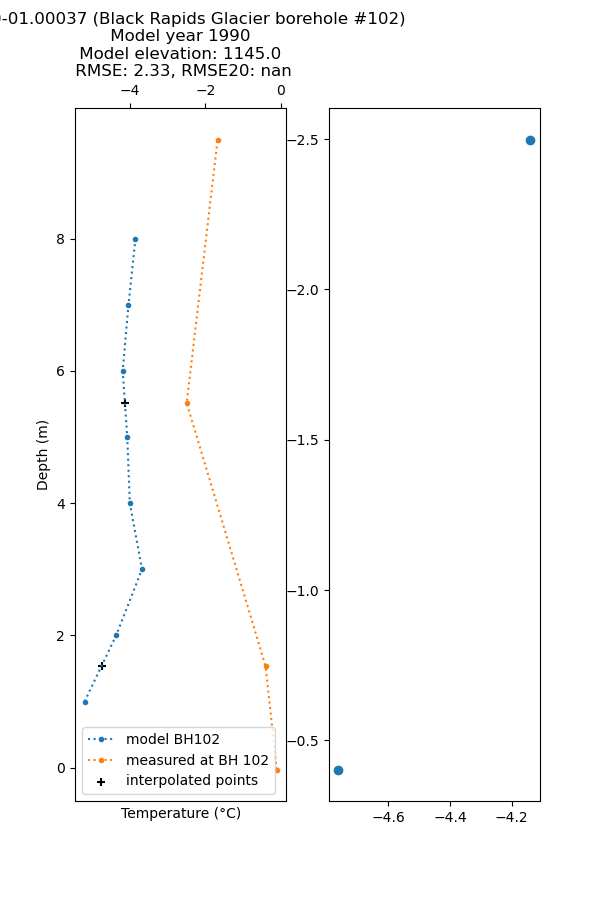 -01.00037 (Black Rapids Glacier borehole #102)
Model year 1990
Model elevation: 1145.0
RMSE: 2.33, RMSE20: nan
−4 −2 0
8
6
4
2
0
Depth (m)
model BH102
measured at BH 102
interpolated points
Temperature (°C)
−2.5
−2.0
−1.5
−1.0
−0.5
−4.6 −4.4 −4.2